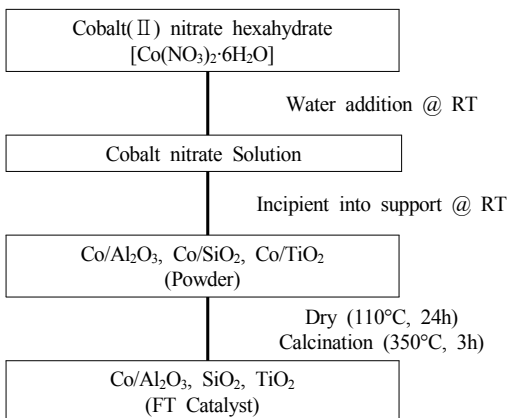 Cobalt(Ⅱ) nitrate hexahydrate
[Co(NO₃)₂·6H₂O]
Water addition @ RT
Cobalt nitrate Solution
Incipient into support @ RT
Co/Al₂O₃, Co/SiO₂, Co/TiO₂
(Powder)
Dry (110°C, 24h)
Calcination (350°C, 3h)
Co/Al₂O₃, SiO₂, TiO₂
(FT Catalyst)